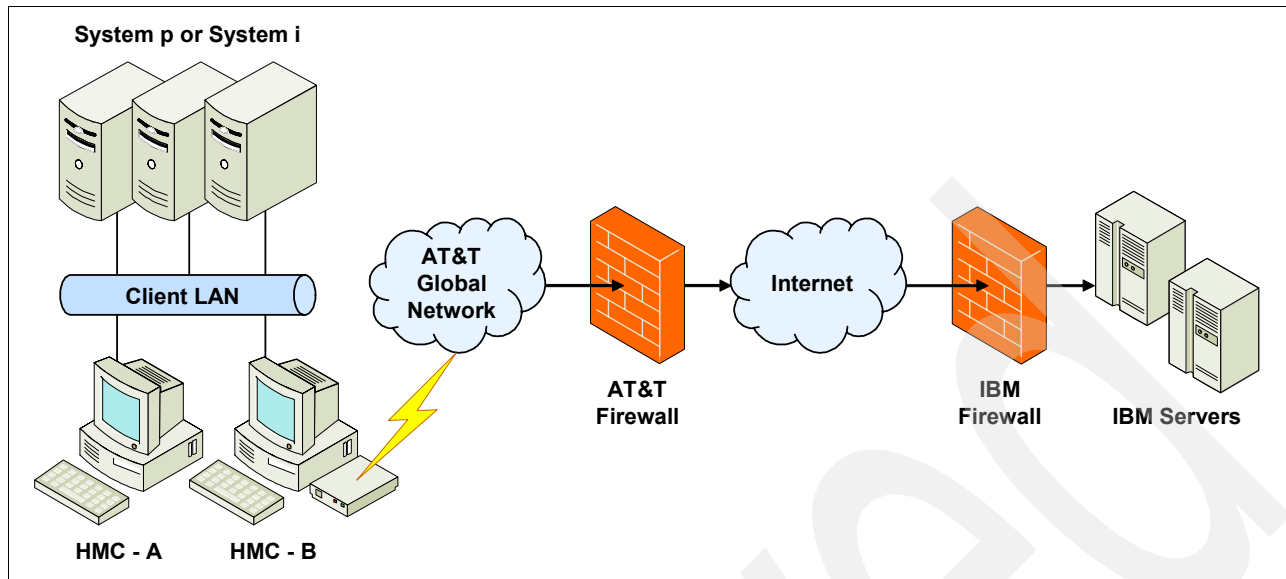 System p or System i
Client LAN
HMC - A
HMC - B
AT&T
Global
Network
AT&T
Firewall
Internet
IBM
Firewall
IBM Servers